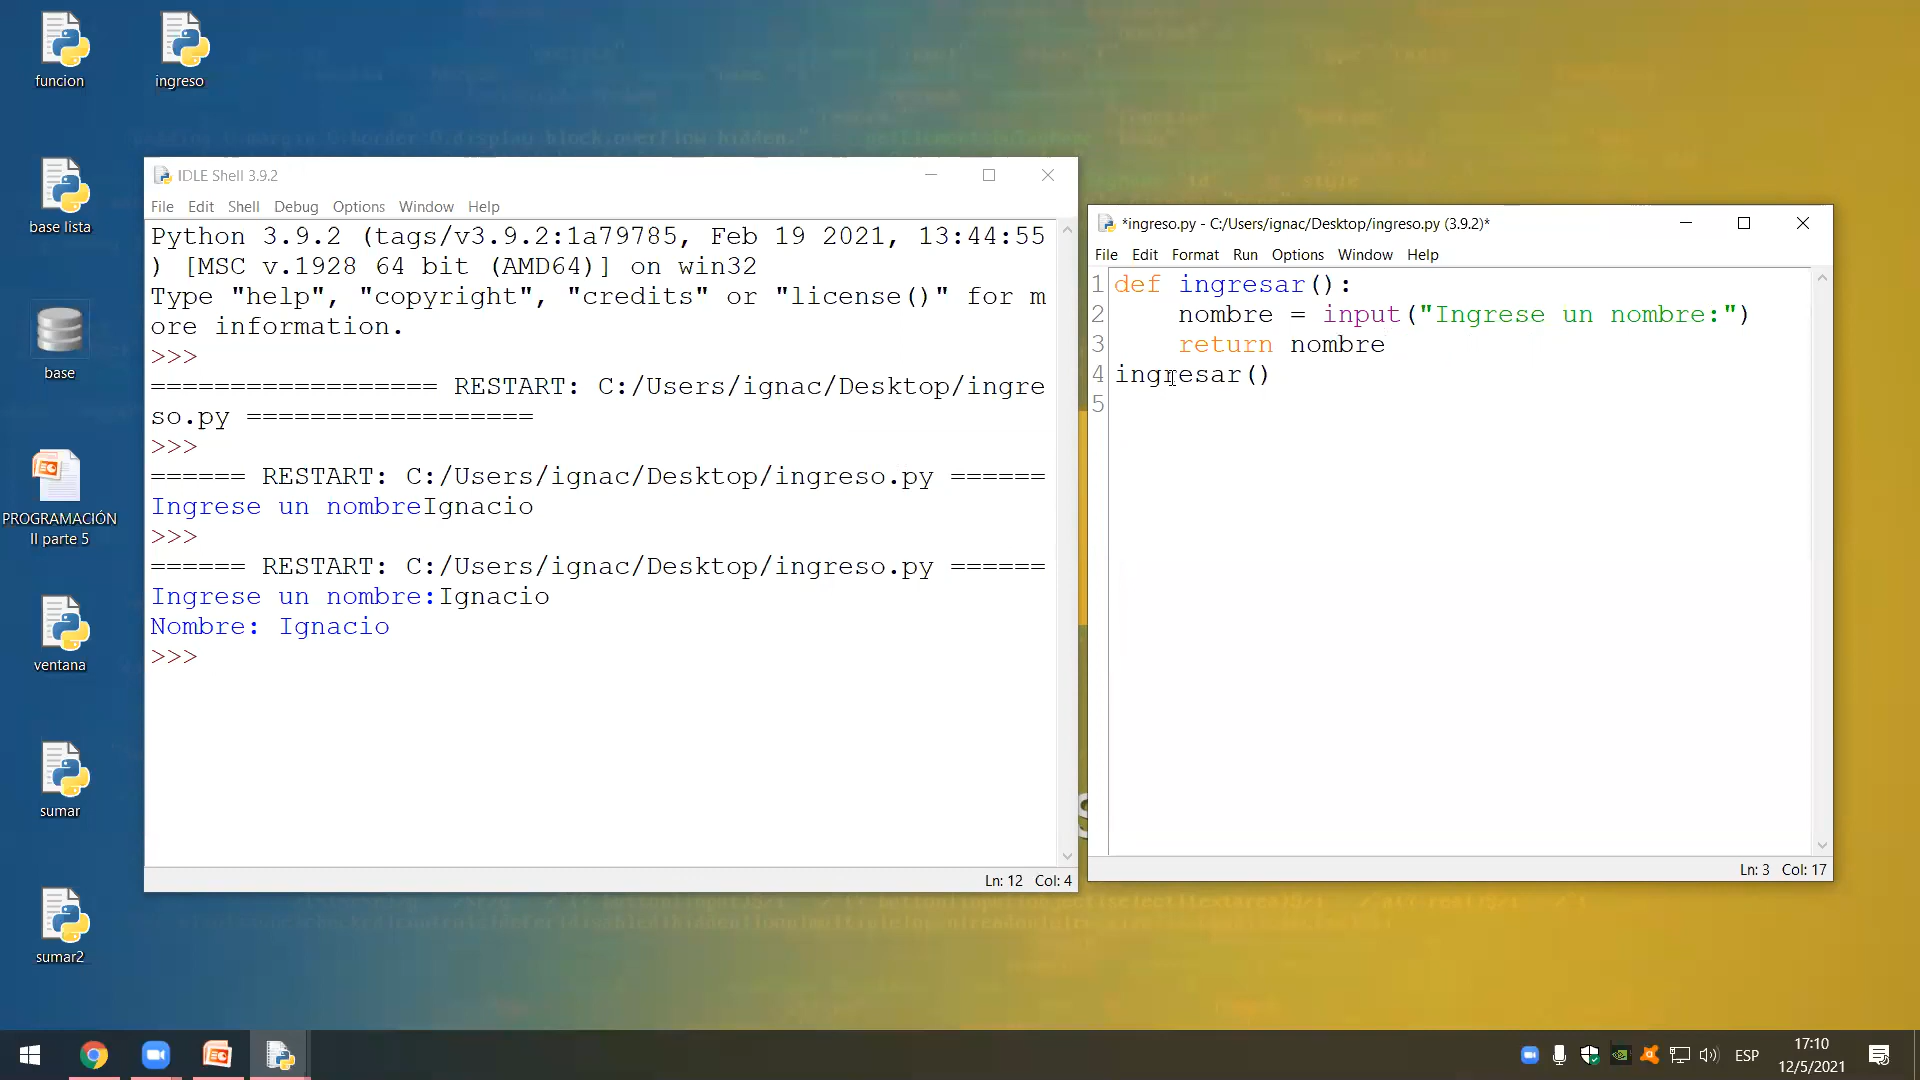 funcion
ingreso
base lista
base
PROGRAMACIÓN
II parte 5
ventana
sumar
sumar2
IDLE Shell 3.9.2
File Edit Shell Debug Options Window Help
Python 3.9.2 (tags/v3.9.2:1a79785, Feb 19 2021, 13:44:55
) [MSC v.1928 64 bit (AMD64)] on win32
Type "help", "copyright", "credits" or "license()" for m
ore information.
>>>
================== RESTART: C:/Users/ignac/Desktop/ingre
so.py ==================
>>>
====== RESTART: C:/Users/ignac/Desktop/ingreso.py ======
Ingrese un nombreIgnacio
>>>
====== RESTART: C:/Users/ignac/Desktop/ingreso.py ======
Ingrese un nombre:Ignacio
Nombre: Ignacio
>>>
Ln: 12 Col: 4
*ingreso.py - C:/Users/ignac/Desktop/ingreso.py (3.9.2)*
File Edit Format Run Options Window Help
1 def ingresar():
2 nombre = input("Ingrese un nombre:")
3 return nombre
4 ingresar()
5
Ln: 3 Col: 17
ESP
17:10
12/5/2021